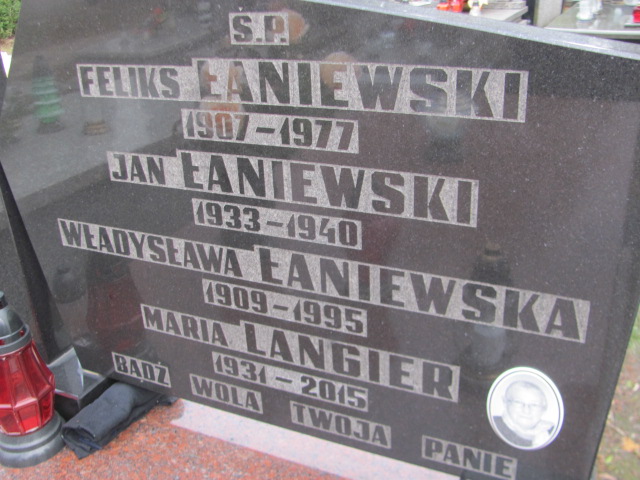 S.P.
FELIKS ŁANIEWSKI
1907-1977
JAN ŁANIEWSKI
1933-1940
WŁADYSŁAWA ŁANIEWSKA
1909-1995
MARIA LANGIER
1931-2015
BĄDŹ WOLA TWOJA PANIE